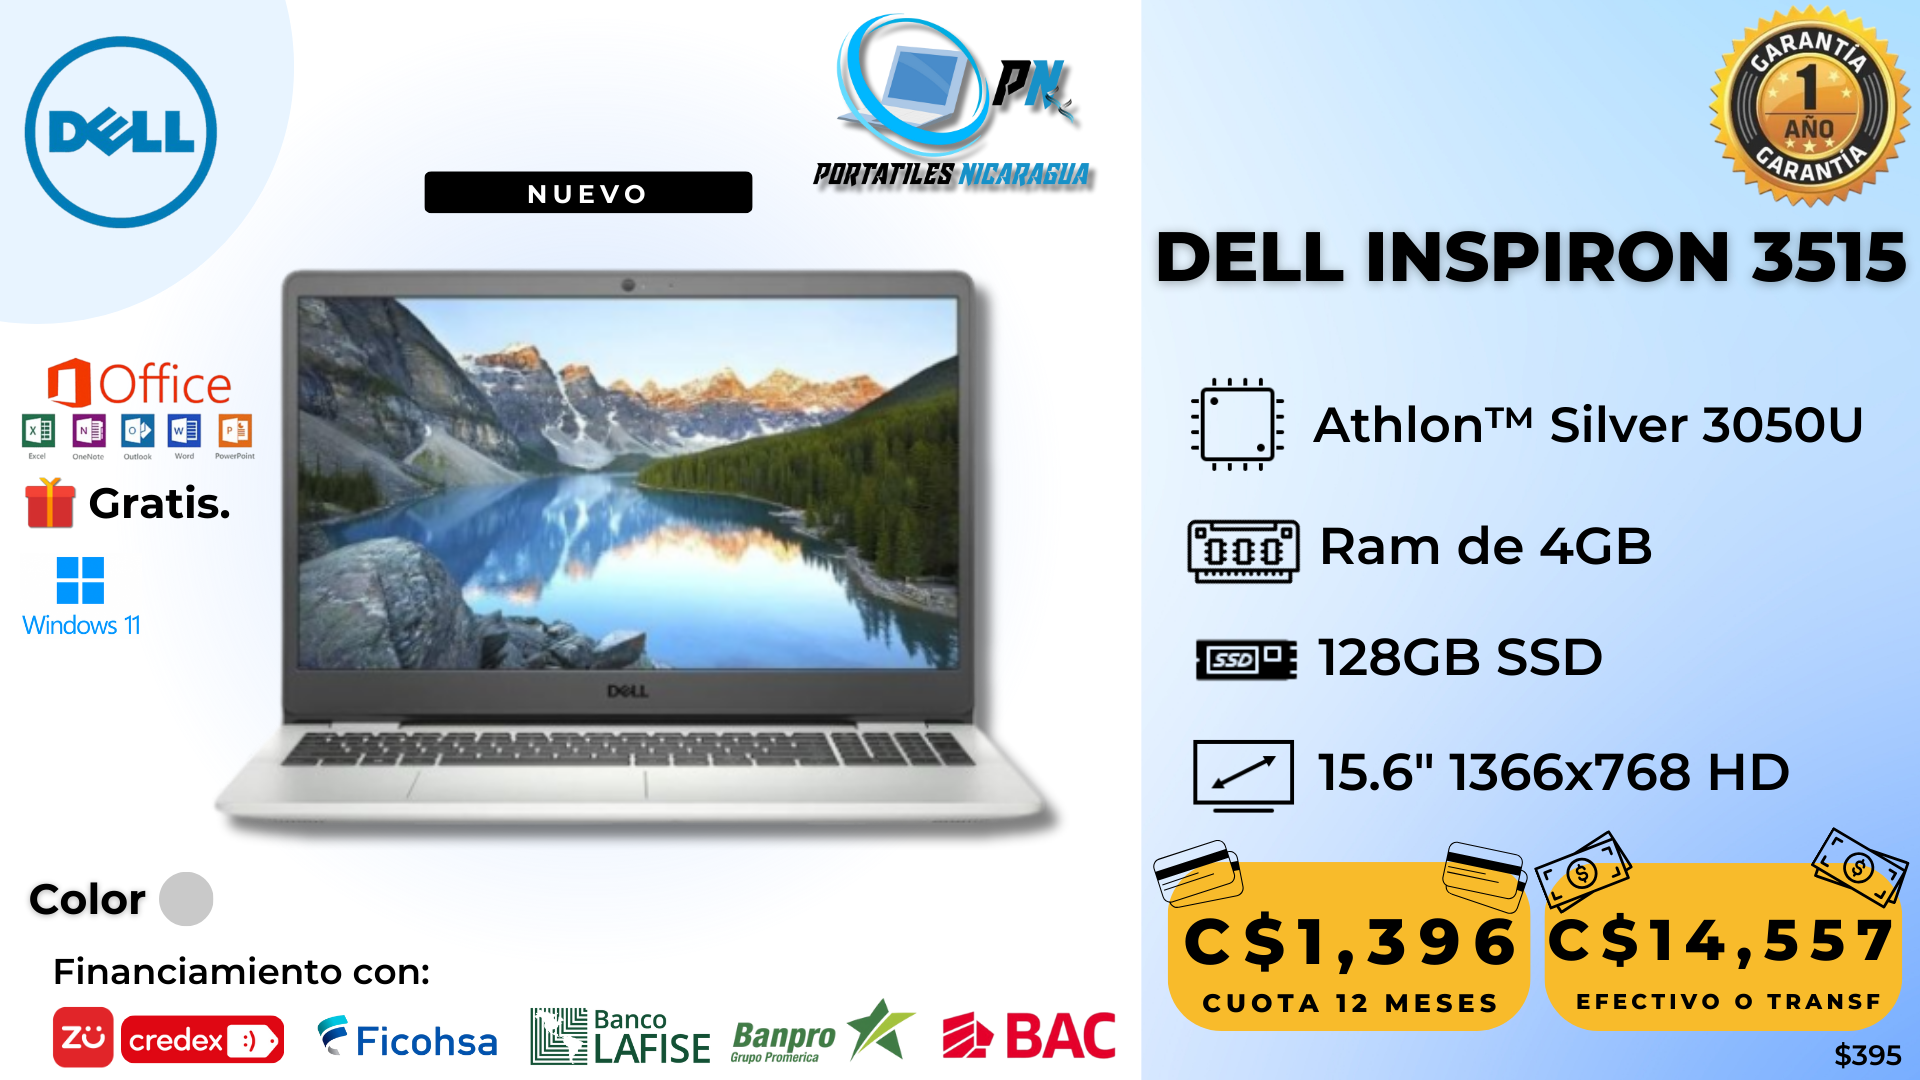 DELL
PN
PORTATILES NICARAGUA
NUEVO
GARANTÍA
1
AÑO
GARANTÍA
DELL INSPIRON 3515
Office
Excel OneNote Outlook Word PowerPoint
Gratis.
Windows 11
DELL
Athlon™ Silver 3050U
Ram de 4GB
SSD
128GB SSD
15.6" 1366x768 HD
Color
Financiamiento con:
ZŪ
credex :)
Ficohsa
Banco
LAFISE
Banpro
Grupo Promerica
BAC
C$1,396
CUOTA 12 MESES
C$14,557
EFECTIVO O TRANSF
$395